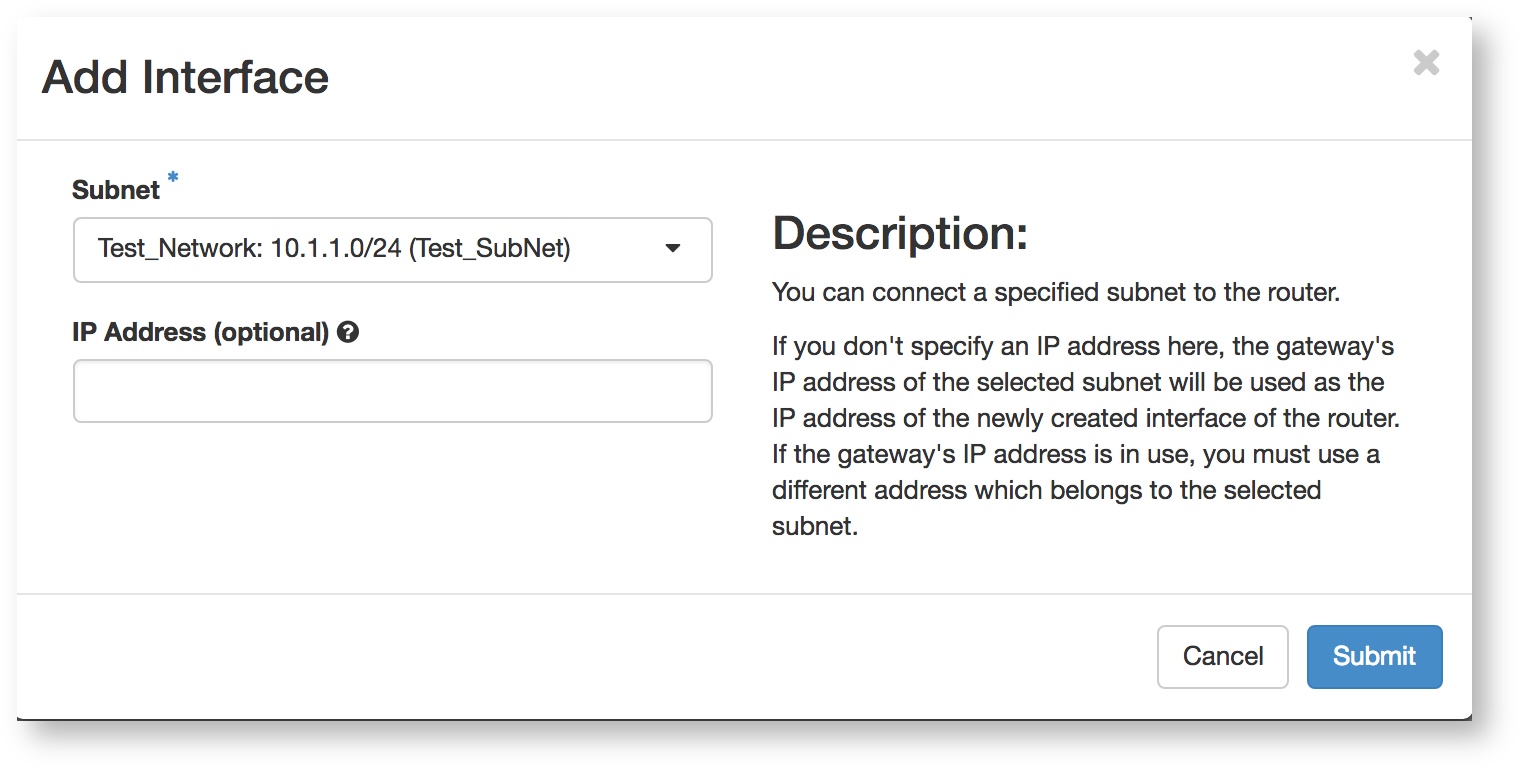 Add Interface
Subnet *
Test_Network: 10.1.1.0/24 (Test_SubNet)
IP Address (optional)
Description:
You can connect a specified subnet to the router.
If you don't specify an IP address here, the gateway's
IP address of the selected subnet will be used as the
IP address of the newly created interface of the router.
If the gateway's IP address is in use, you must use a
different address which belongs to the selected
subnet.
Cancel
Submit